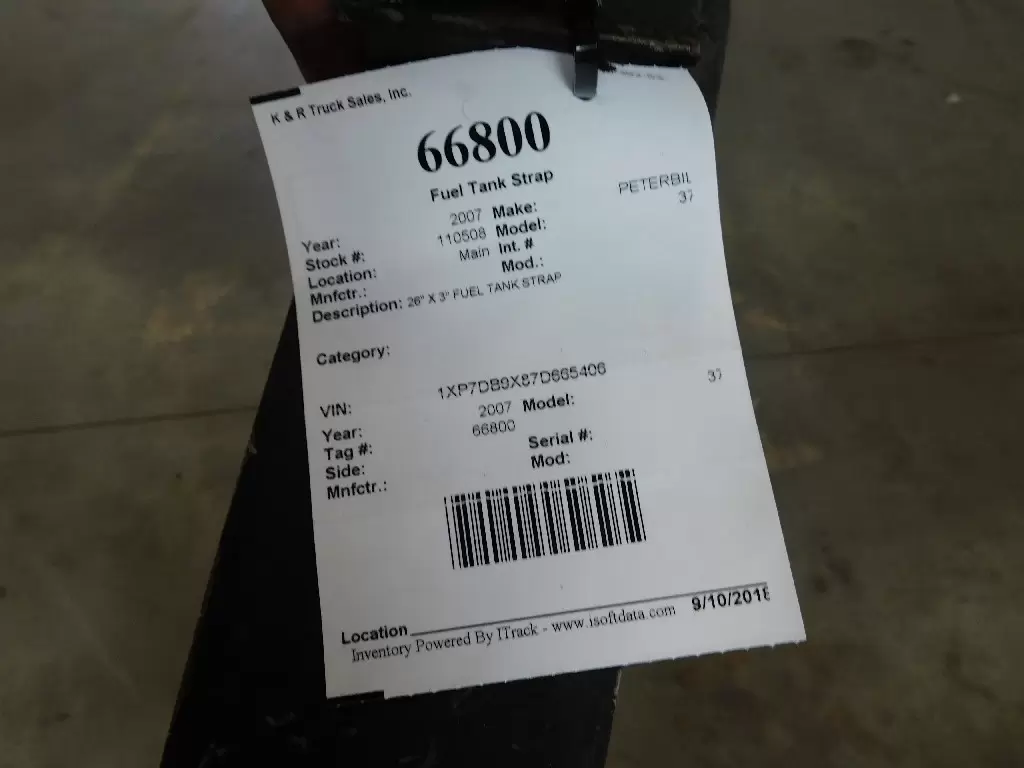 K & R Truck Sales, Inc.
66800
Fuel Tank Strap
Year: 2007 Make: PETERBIL
Stock #: 110508 Model: 37
Location: Main Int. #
Mnfctr.: Mod.:
Description: 26" X 3" FUEL TANK STRAP
Category:
VIN: 1XP7DB9X87D665406
Year: 2007 Model: 37
Tag #: 66800
Side: Serial #:
Mnfctr.: Mod:
Location
9/10/2018
Inventory Powered By ITrack - www.isoftdata.com